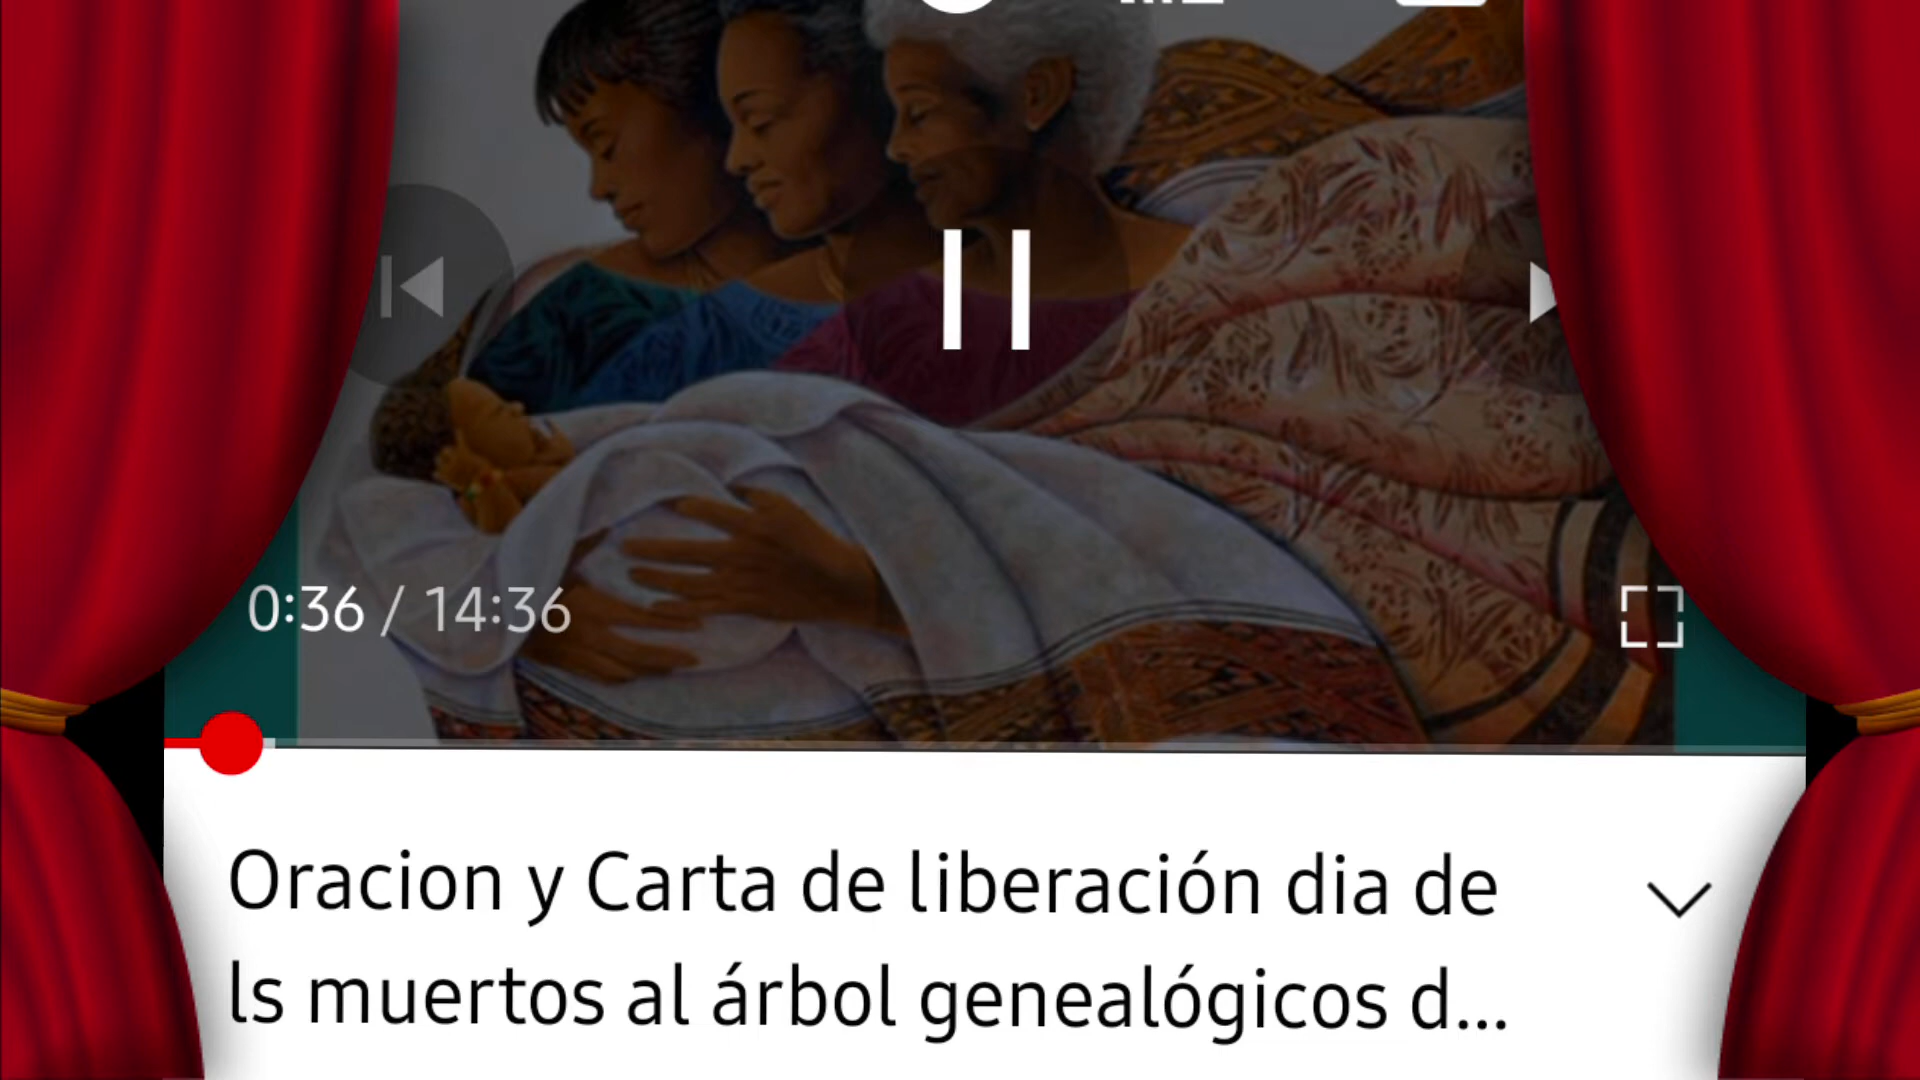 0:36 / 14:36
Oracion y Carta de liberación dia de
ls muertos al árbol genealógicos d...